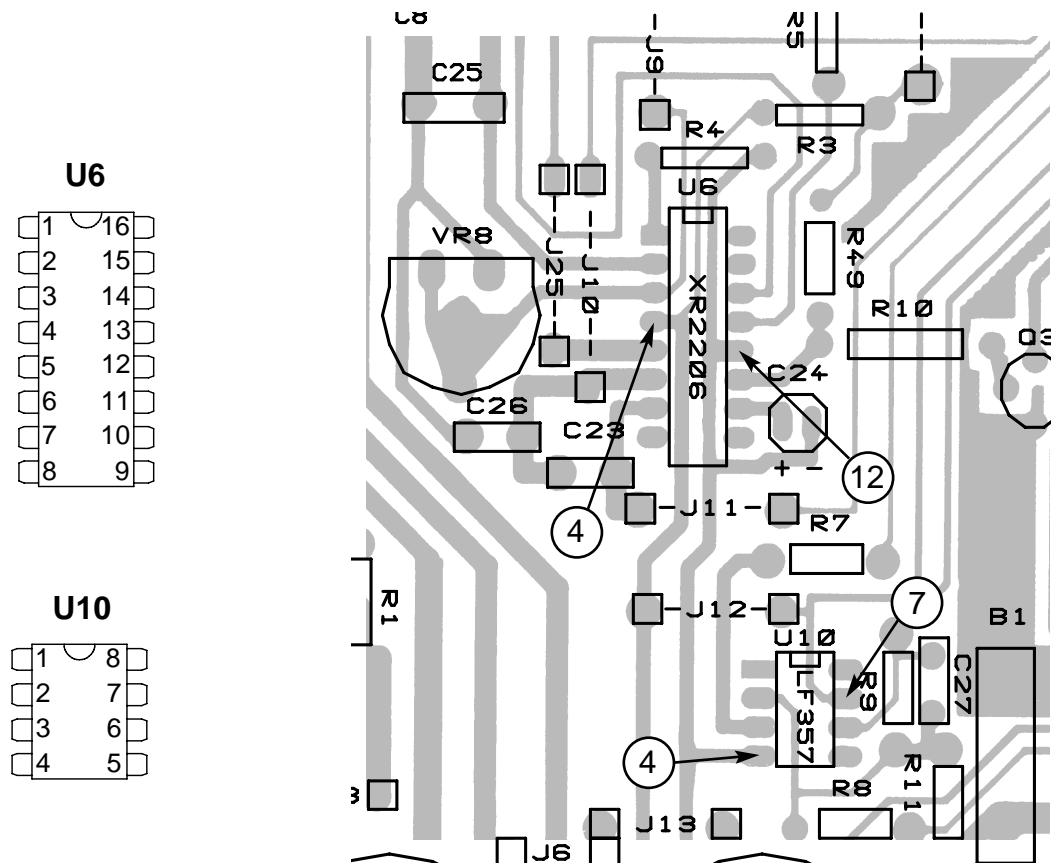 U6
1 16
2 15
3 14
4 13
5 12
6 11
7 10
8 9
U10
1 8
2 7
3 6
4 5
C8
C25
J9
R5
R4
R3
U6
VR8
J25
J10
XR2206
R49
R10
Q3
C24
+ -
C26
C23
4
12
J11
R7
R1
J12
7
U10
LF357
R9
C27
B1
4
R8
R11
J13
J6